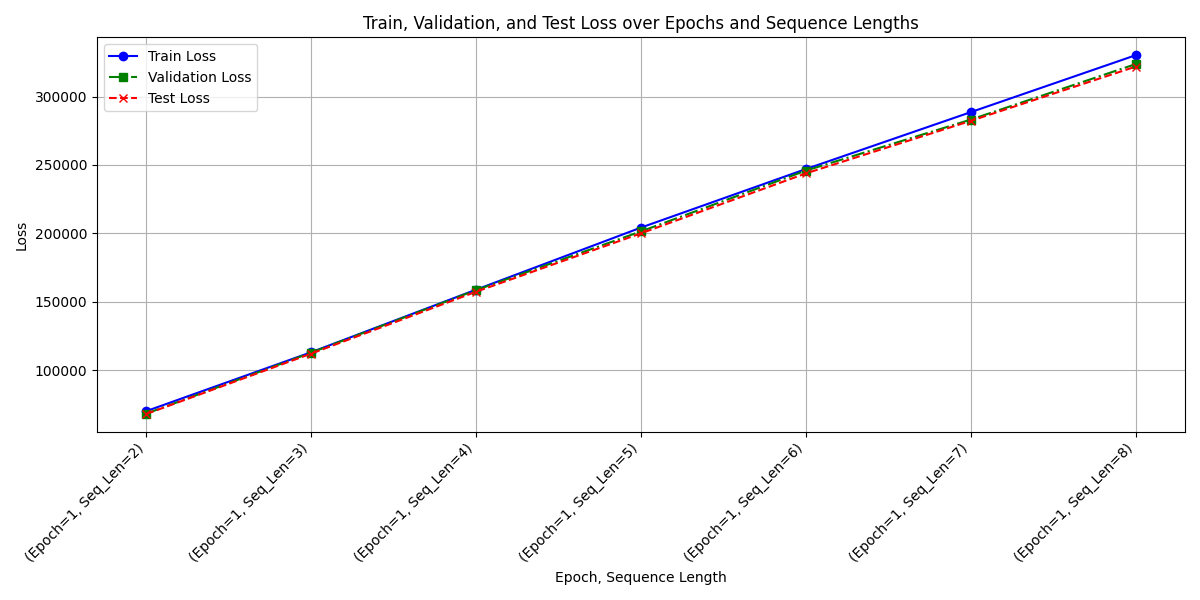 Train, Validation, and Test Loss over Epochs and Sequence Lengths
Train Loss
Validation Loss
Test Loss
Loss
300000
250000
200000
150000
100000
(Epoch=1, Seq_Len=2)
(Epoch=1, Seq_Len=3)
(Epoch=1, Seq_Len=4)
(Epoch=1, Seq_Len=5)
(Epoch=1, Seq_Len=6)
(Epoch=1, Seq_Len=7)
(Epoch=1, Seq_Len=8)
Epoch, Sequence Length